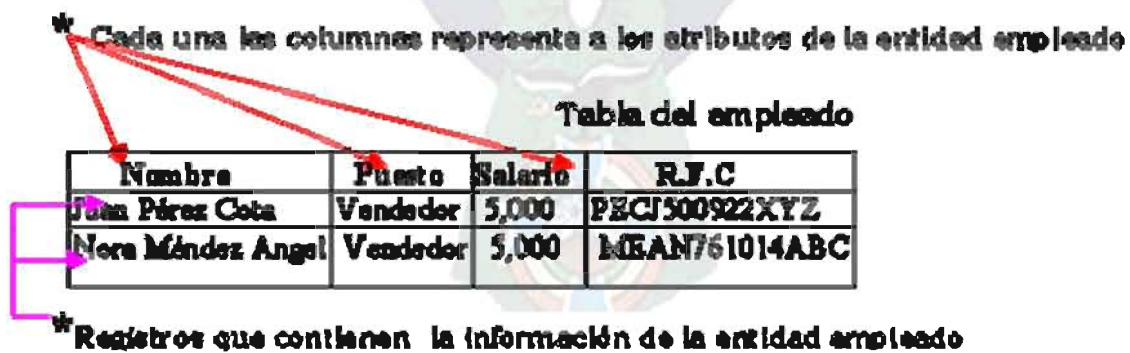 * Cada una las columnas representa a los atributos de la entidad empleado
Tabla del empleado
Nombre Puesto Salario R.F.C
Juan Pérez Cota Vendedor 5,000 PECJ500922XYZ
Nora Méndez Angel Vendedor 5,000 MEAN761014ABC
*Registros que contienen la información de la entidad empleado